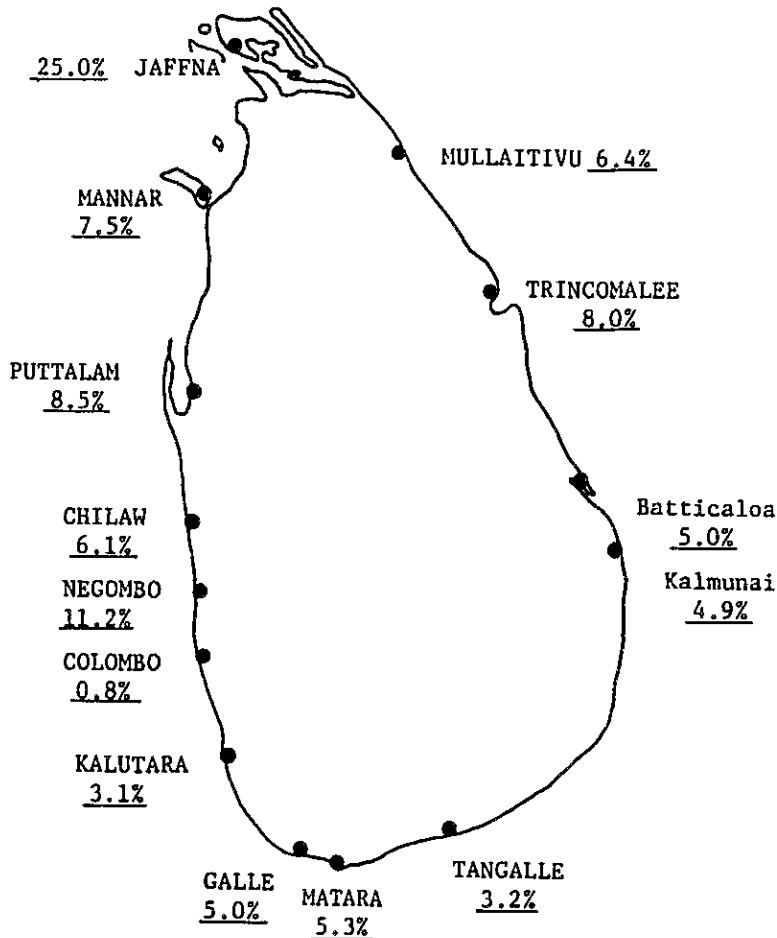 25.0% JAFFNA
MULLAITIVU 6.4%
MANNAR
7.5%
TRINCOMALEE
8.0%
PUTTALAM
8.5%
CHILAW
6.1%
Batticaloa
5.0%
NEGOMBO
11.2%
Kalmunai
4.9%
COLOMBO
0.8%
KALUTARA
3.1%
GALLE
5.0%
MATARA
5.3%
TANGALLE
3.2%